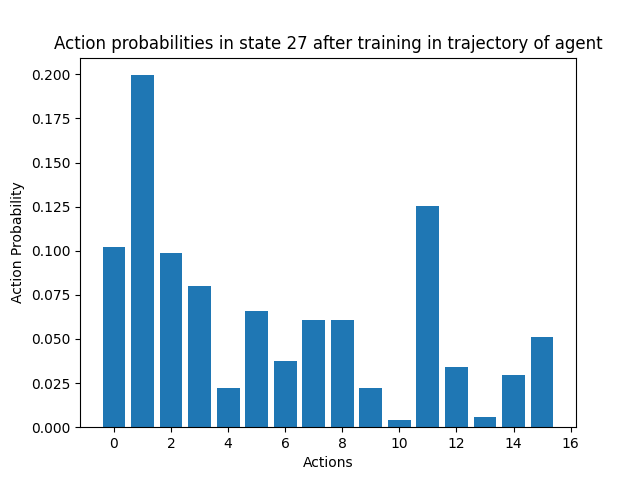 Action probabilities in state 27 after training in trajectory of agent
0.200
0.175
0.150
0.125
0.100
0.075
0.050
0.025
0.000
Action Probability
0 2 4 6 8 10 12 14 16
Actions